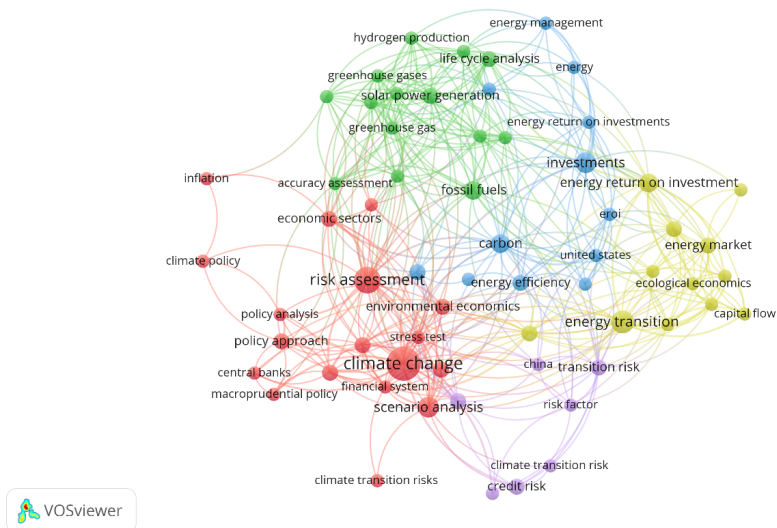 energy management
hydrogen production
life cycle analysis
energy
greenhouse gases
solar power generation
energy return on investments
greenhouse gas
investments
inflation
accuracy assessment
fossil fuels
energy return on investment
economic sectors
eroi
carbon
energy market
climate policy
united states
risk assessment
energy efficiency
ecological economics
environmental economics
policy analysis
capital flow
energy transition
policy approach
stress test
climate change
china
transition risk
central banks
financial system
macroprudential policy
scenario analysis
risk factor
climate transition risk
climate transition risks
credit risk
VOSviewer